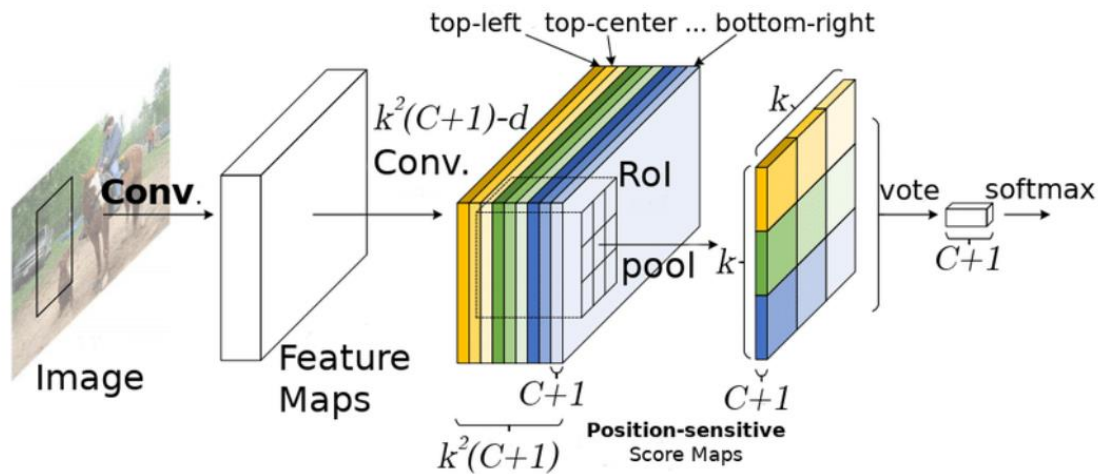 top-left top-center ... bottom-right
k²(C+1)-d
Conv.
Conv.
RoI
pool
k
k
vote
softmax
C+1
Image
Feature
Maps
C+1
C+1
k²(C+1)
Position-sensitive
Score Maps